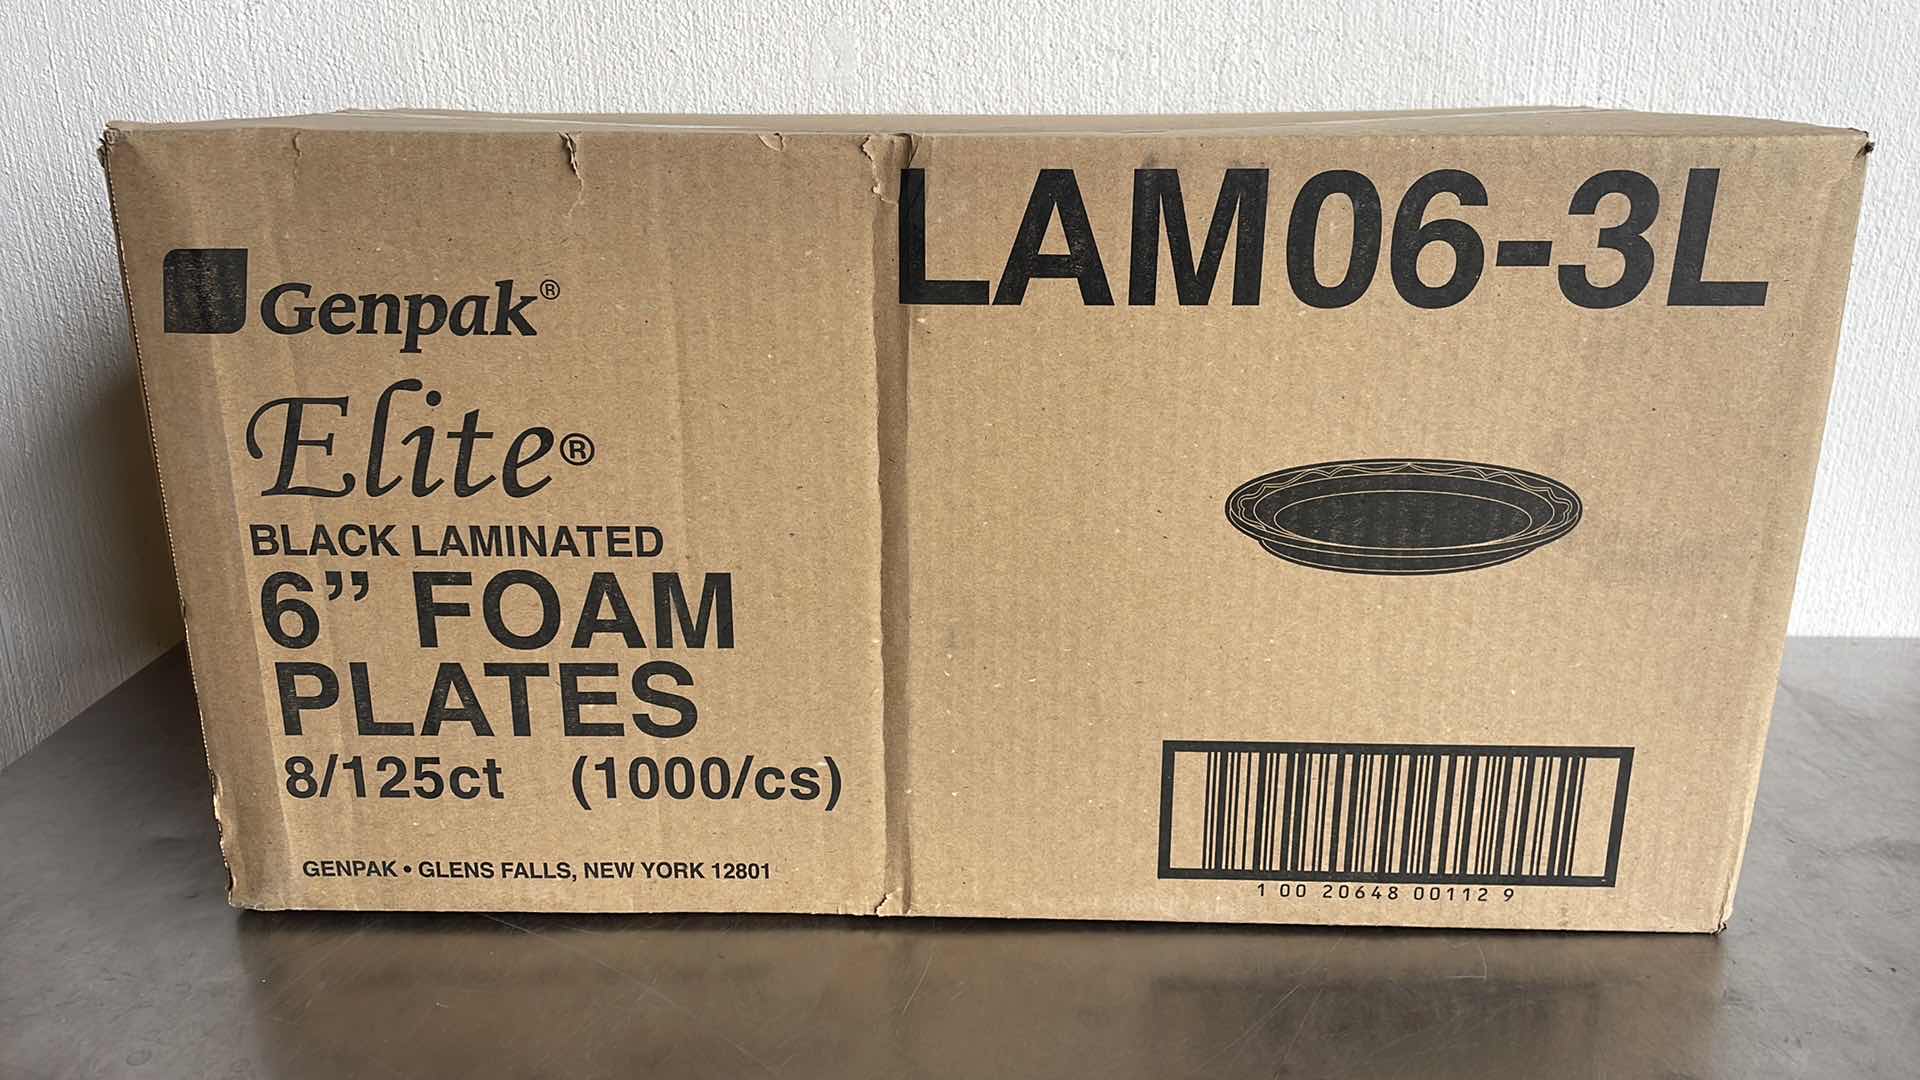 LAM06-3L
Genpak®
Elite®
BLACK LAMINATED
6” FOAM
PLATES
8/125ct (1000/cs)
GENPAK • GLENS FALLS, NEW YORK 12801
1 00 20648 00112 9